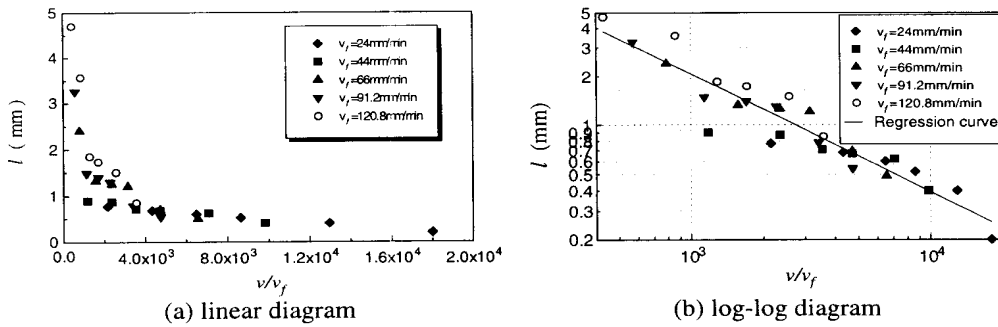 (a)
5
4
3
2
1
0
l (mm)
v_f=24mm/min
v_f=44mm/min
v_f=66mm/min
v_f=91.2mm/min
v_f=120.8mm/min
0.0 4.0x10³ 8.0x10³ 1.2x10⁴ 1.6x10⁴ 2.0x10⁴
v/v_f
(a) linear diagram
(b)
5
4
3
2
1
0.9
0.8
0.7
0.6
0.5
0.4
0.3
0.2
l (mm)
v_f=24mm/min
v_f=44mm/min
v_f=66mm/min
v_f=91.2mm/min
v_f=120.8mm/min
Regression curve
10³ 10⁴
v/v_f
(b) log-log diagram